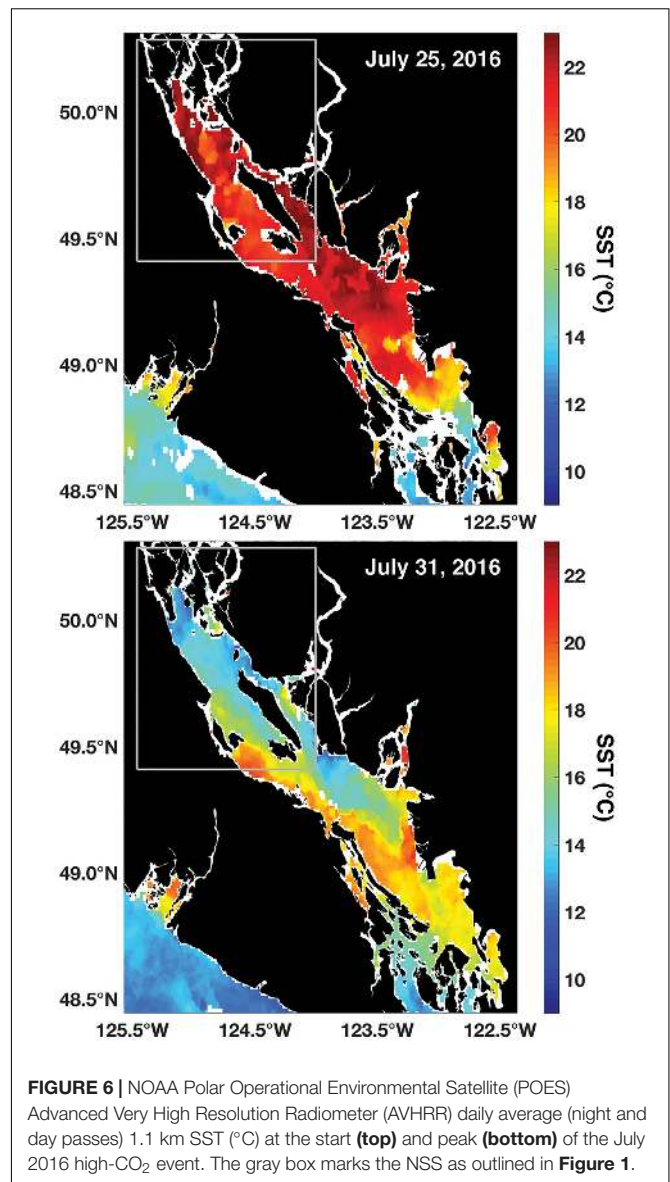 July 25, 2016
50.0°N
49.5°N
49.0°N
48.5°N
125.5°W 124.5°W 123.5°W 122.5°W
22
20
18
16
14
12
10
SST (°C)
July 31, 2016
50.0°N
49.5°N
49.0°N
48.5°N
125.5°W 124.5°W 123.5°W 122.5°W
22
20
18
16
14
12
10
SST (°C)
FIGURE 6 | NOAA Polar Operational Environmental Satellite (POES)
Advanced Very High Resolution Radiometer (AVHRR) daily average (night and
day passes) 1.1 km SST (°C) at the start (top) and peak (bottom) of the July
2016 high-CO₂ event. The gray box marks the NSS as outlined in Figure 1.